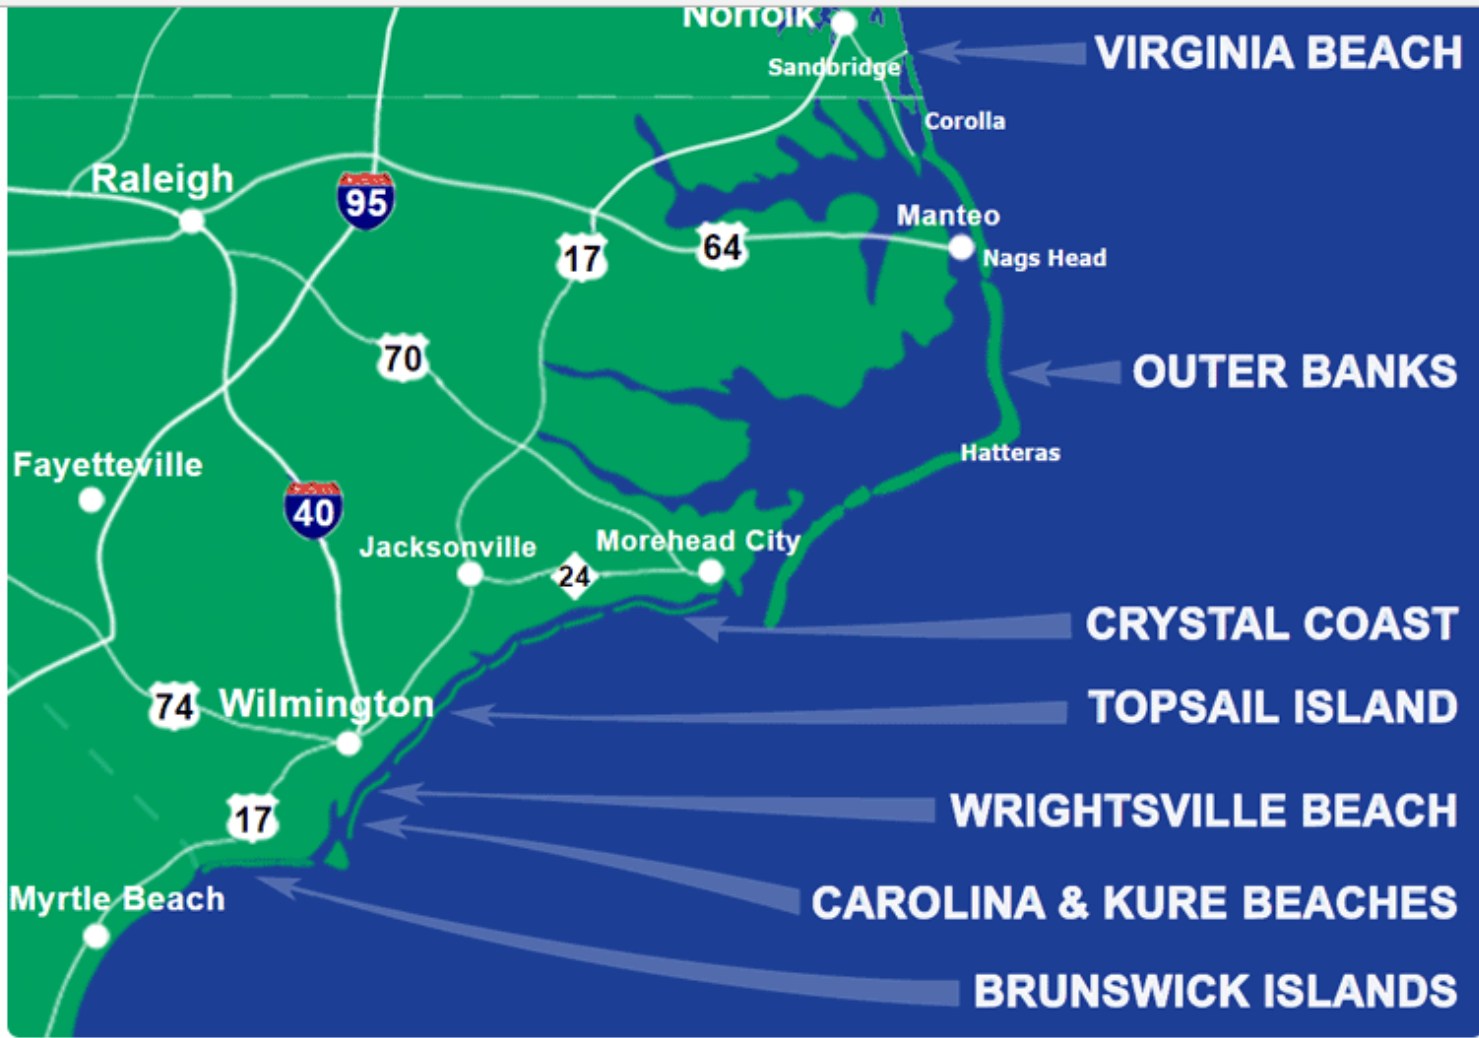 Norfolk
VIRGINIA BEACH
Sandbridge
Corolla
Raleigh
95
Manteo
17
64
Nags Head
70
OUTER BANKS
Hatteras
Fayetteville
40
Jacksonville
24
Morehead City
CRYSTAL COAST
74
Wilmington
TOPSAIL ISLAND
17
WRIGHTSVILLE BEACH
Myrtle Beach
CAROLINA & KURE BEACHES
BRUNSWICK ISLANDS